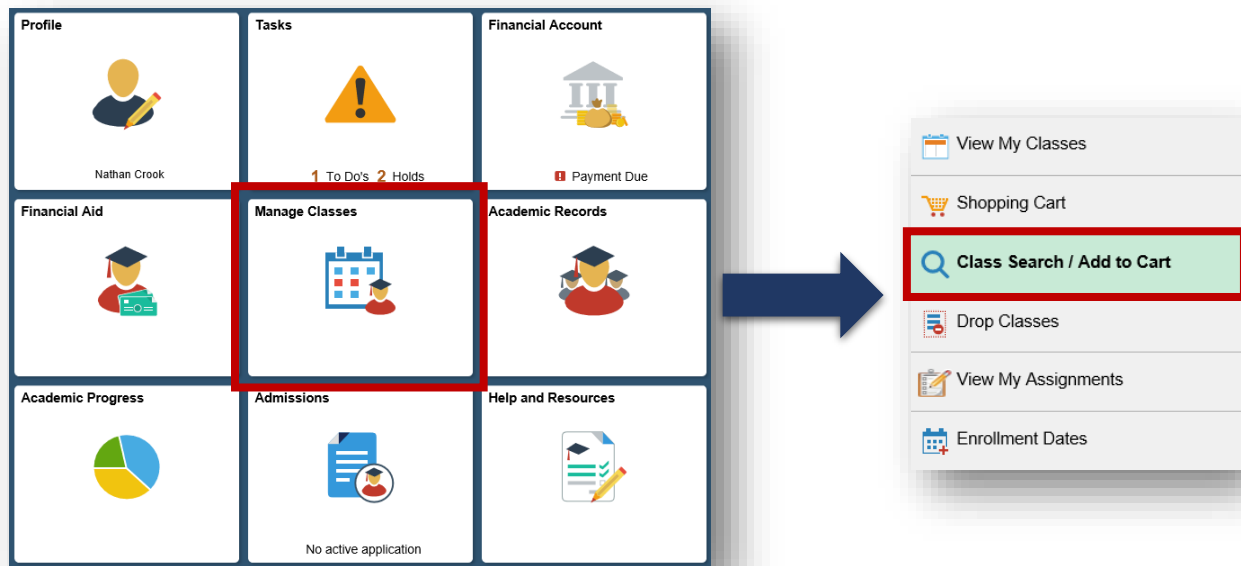 Profile
Tasks
Financial Account
Nathan Crook
1 To Do's 2 Holds
! Payment Due
Financial Aid
Manage Classes
Academic Records
Academic Progress
Admissions
Help and Resources
No active application
View My Classes
Shopping Cart
Class Search / Add to Cart
Drop Classes
View My Assignments
Enrollment Dates